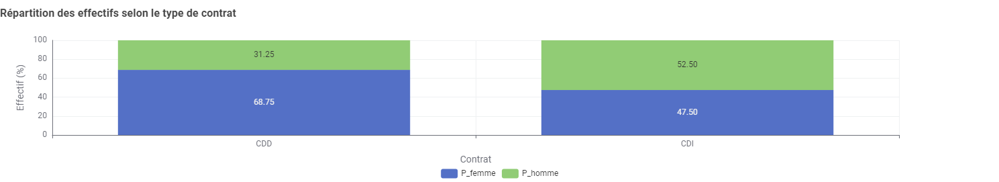 Répartition des effectifs selon le type de contrat
Effectif (%)
100
80
60
40
20
0
31.25
68.75
52.50
47.50
CDD
CDI
Contrat
P_femme P_homme